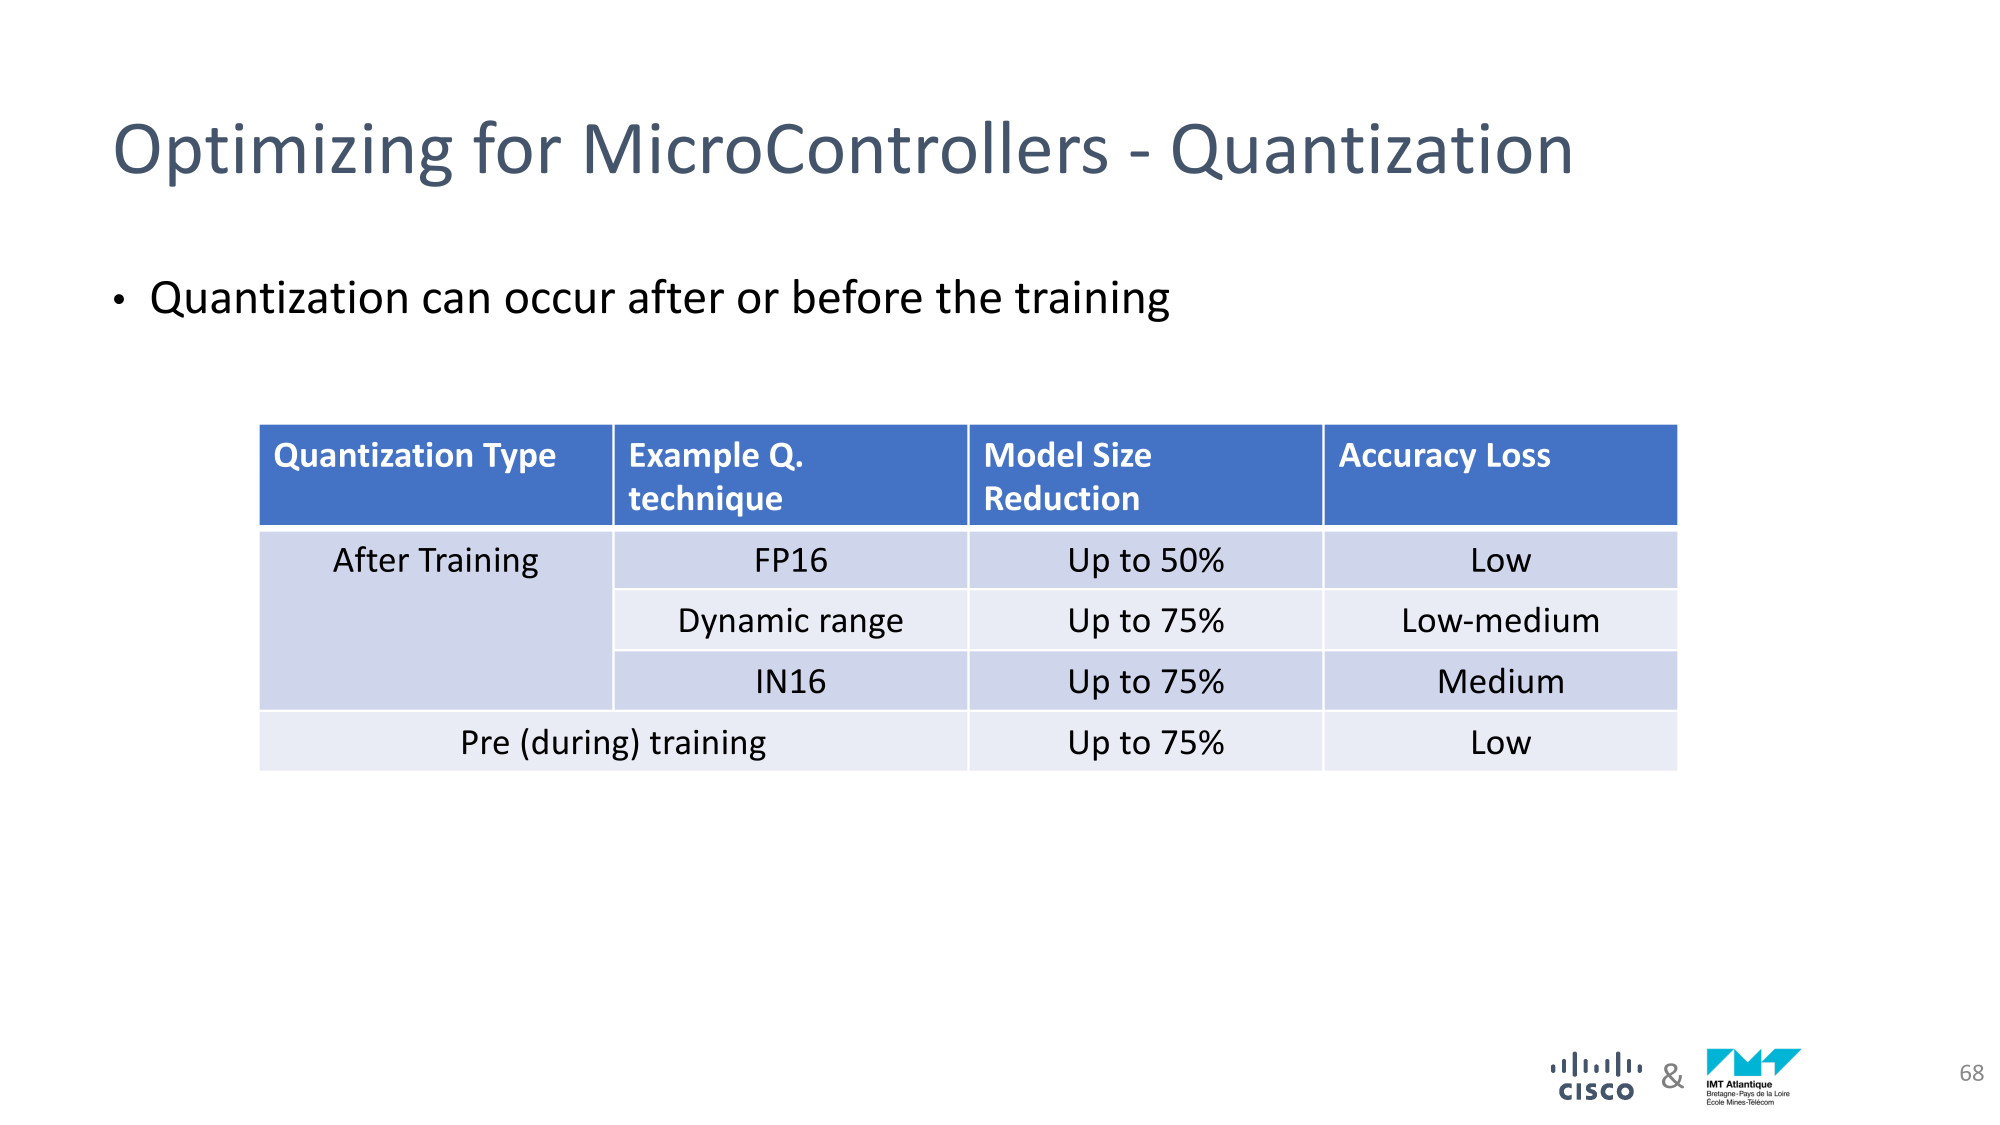 Optimizing for MicroControllers - Quantization
• Quantization can occur after or before the training
Quantization Type
Example Q.
technique
Model Size
Reduction
Accuracy Loss
After Training
FP16
Up to 50%
Low
Dynamic range
Up to 75%
Low-medium
IN16
Up to 75%
Medium
Pre (during) training
Up to 75%
Low
CISCO
&
IMT Atlantique
Bretagne-Pays de la Loire
École Mines-Télécom
68